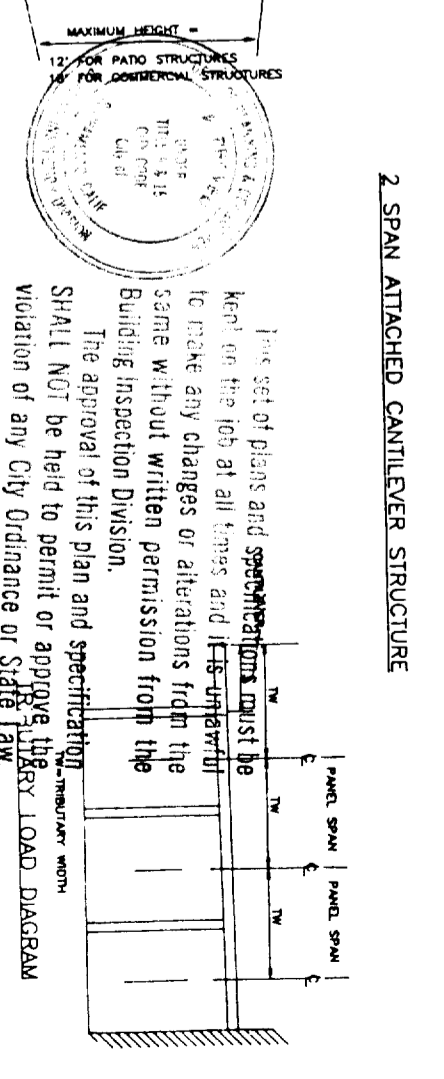 MAXIMUM HEIGHT =
12' FOR PATIO STRUCTURES
FOR COMMERCIAL STRUCTURES
City of
2 SPAN ATTACHED CANTILEVER STRUCTURE
This set of plans and specifications must be
kept on the job at all times and it is unlawful
to make any changes or alterations from the
same without written permission from the
Building Inspection Division.
The approval of this plan and specification
SHALL NOT be held to permit or approve the
violation of any City Ordinance or State Law
TW
TW
TW
PANEL SPAN
PANEL SPAN
TW=TRIBUTARY WIDTH
TRIBUTARY LOAD DIAGRAM